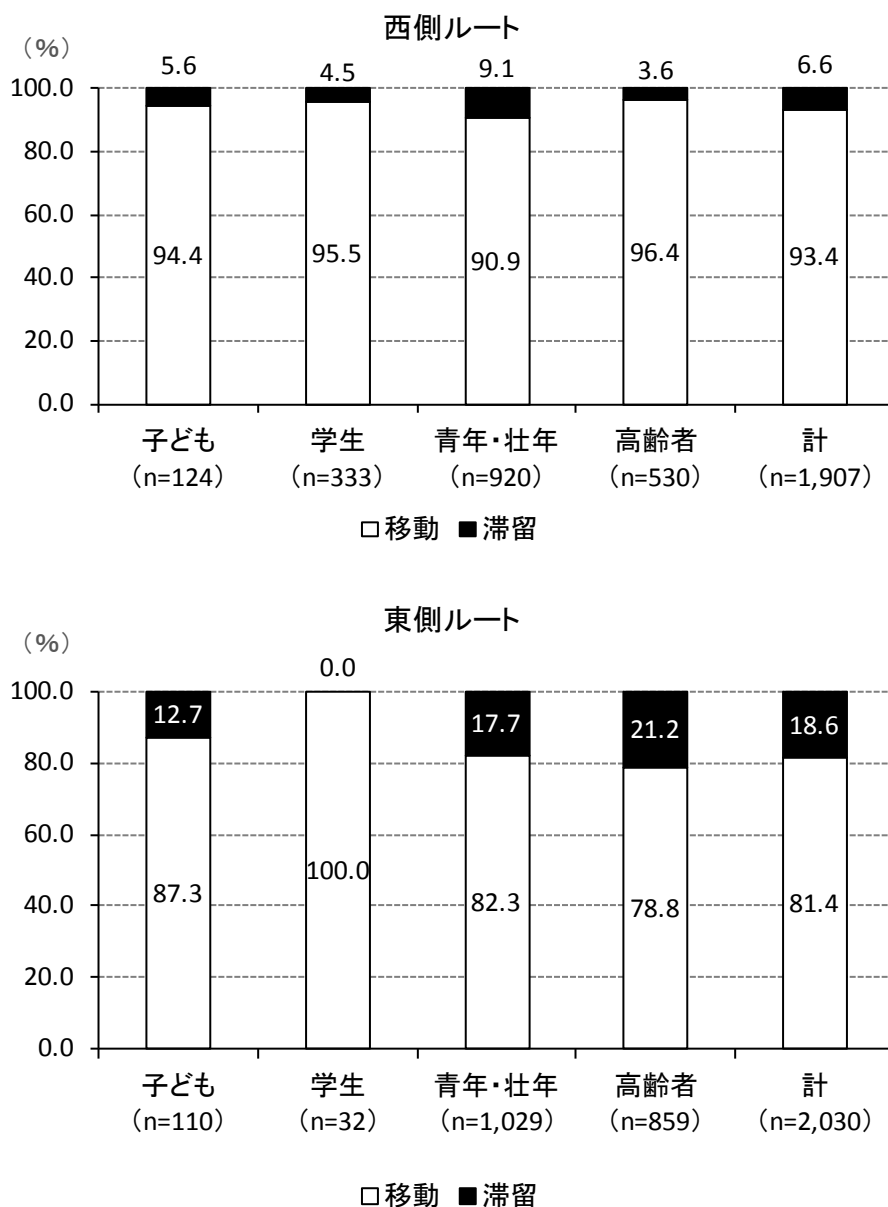 西側ルート
（%）
5.6 4.5 9.1 3.6 6.6
100.0
80.0
60.0
94.4 95.5 90.9 96.4 93.4
40.0
20.0
0.0
子ども 学生 青年・壮年 高齢者 計
（n=124） （n=333） （n=920） （n=530） （n=1,907）
□移動 ■滞留
東側ルート
（%）
0.0
100.0
12.7 17.7 21.2 18.6
80.0
60.0
87.3 100.0 82.3 78.8 81.4
40.0
20.0
0.0
子ども 学生 青年・壮年 高齢者 計
（n=110） （n=32） （n=1,029） （n=859） （n=2,030）
□移動 ■滞留